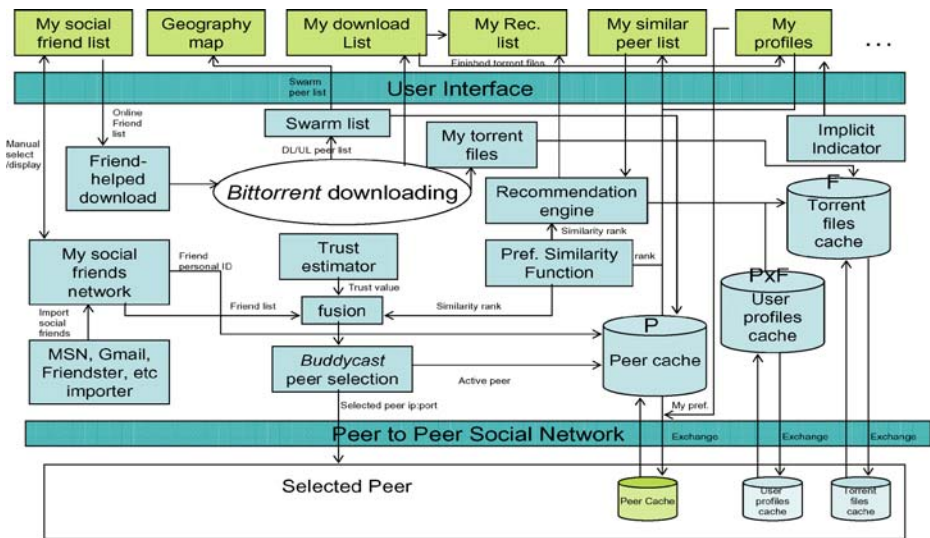 My social
friend list
Geography
map
My download
List
My Rec.
list
My similar
peer list
My
profiles
...
Finished torrent files
Swarm
peer list
User Interface
Online
Friend
list
Swarm list
Manual
select
/display
DL/UL peer list
My torrent
files
Implicit
Indicator
Friend-
helped
download
Bittorrent downloading
Recommendation
engine
F
Torrent
files
cache
Similarity rank
My social
friends
network
Friend
personal ID
Trust
estimator
Pref. Similarity
Function
rank
Trust value
PxF
User
profiles
cache
Import
social
friends
Friend list
fusion
Similarity rank
P
Peer cache
MSN, Gmail,
Friendster, etc
importer
Buddycast
peer selection
Active peer
Selected peer ip:port
My pref.
Peer to Peer Social Network
Exchange
Exchange
Exchange
Selected Peer
Peer Cache
User
profiles
cache
Torrent
files cache